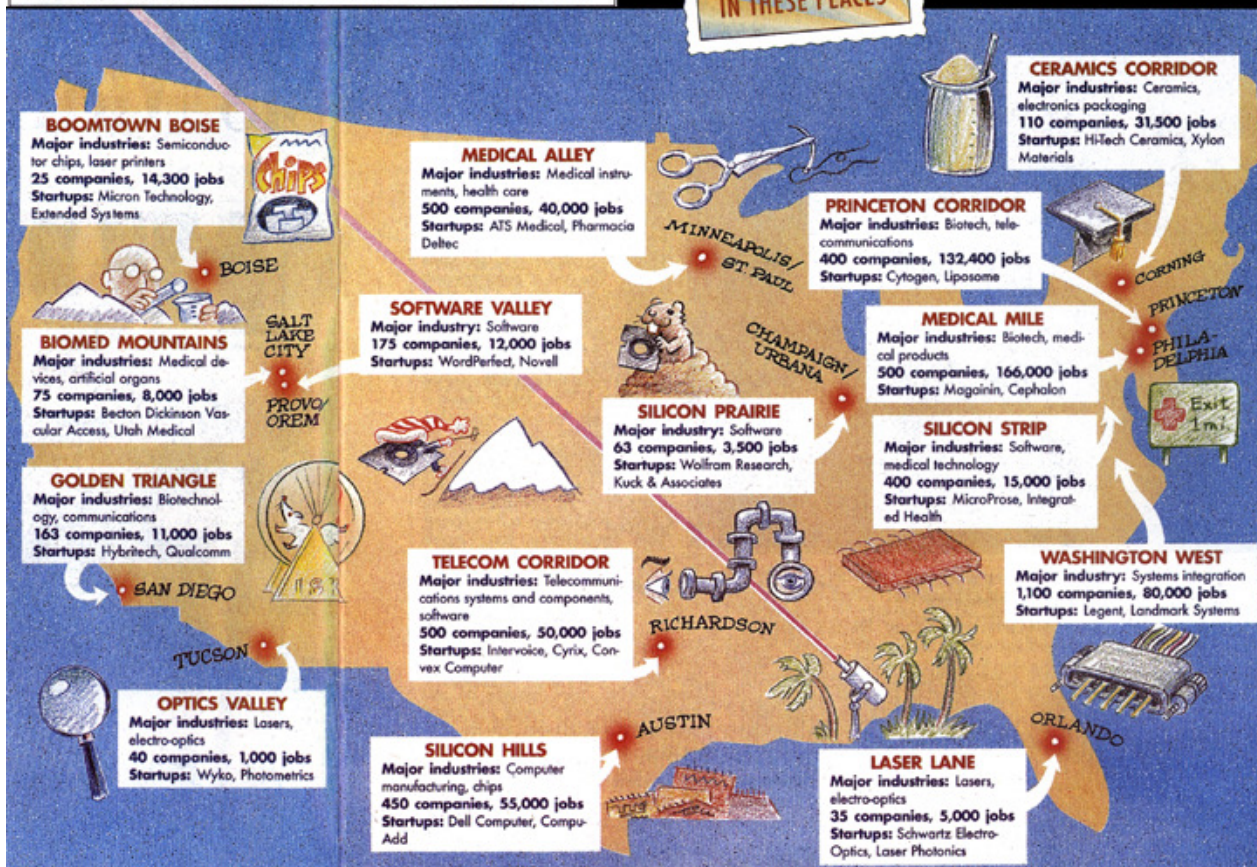 IN THESE PLACES
CERAMICS CORRIDOR
Major industries: Ceramics,
electronics packaging
110 companies, 31,500 jobs
Startups: Hi-Tech Ceramics, Xylon
Materials
BOOMTOWN BOISE
Major industries: Semiconduc-
tor chips, laser printers
25 companies, 14,300 jobs
Startups: Micron Technology,
Extended Systems
Chips
MEDICAL ALLEY
Major industries: Medical instru-
ments, health care
500 companies, 40,000 jobs
Startups: ATS Medical, Pharmacia
Deltec
MINNEAPOLIS/
ST. PAUL
PRINCETON CORRIDOR
Major industries: Biotech, tele-
communications
400 companies, 132,400 jobs
Startups: Cytogen, Liposome
CORNING
PRINCETON
BOISE
BIOMED MOUNTAINS
Major industries: Medical de-
vices, artificial organs
75 companies, 8,000 jobs
Startups: Becton Dickinson Vas-
cular Access, Utah Medical
SALT
LAKE
CITY
PROVO/
OREM
SOFTWARE VALLEY
Major industry: Software
175 companies, 12,000 jobs
Startups: WordPerfect, Novell
CHAMPAIGN/
URBANA
MEDICAL MILE
Major industries: Biotech, medi-
cal products
500 companies, 166,000 jobs
Startups: Magainin, Cephalon
PHILA-
DELPHIA
Exit
1 mi.
SILICON PRAIRIE
Major industry: Software
63 companies, 3,500 jobs
Startups: Wolfram Research,
Kuck & Associates
SILICON STRIP
Major industries: Software,
medical technology
400 companies, 15,000 jobs
Startups: MicroProse, Integrat-
ed Health
GOLDEN TRIANGLE
Major industries: Biotechnol-
ogy, communications
163 companies, 11,000 jobs
Startups: Hybritech, Qualcomm
SAN DIEGO
TELECOM CORRIDOR
Major industries: Telecommuni-
cations systems and components,
software
500 companies, 50,000 jobs
Startups: Intervoice, Cyrix, Con-
vex Computer
RICHARDSON
WASHINGTON WEST
Major industry: Systems integration
1,100 companies, 80,000 jobs
Startups: Legent, Landmark Systems
TUCSON
OPTICS VALLEY
Major industries: Lasers,
electro-optics
40 companies, 1,000 jobs
Startups: Wyko, Photometrics
AUSTIN
SILICON HILLS
Major industries: Computer
manufacturing, chips
450 companies, 55,000 jobs
Startups: Dell Computer, Compu-
Add
ORLANDO
LASER LANE
Major industries: Lasers,
electro-optics
35 companies, 5,000 jobs
Startups: Schwartz Electro-
Optics, Laser Photonics